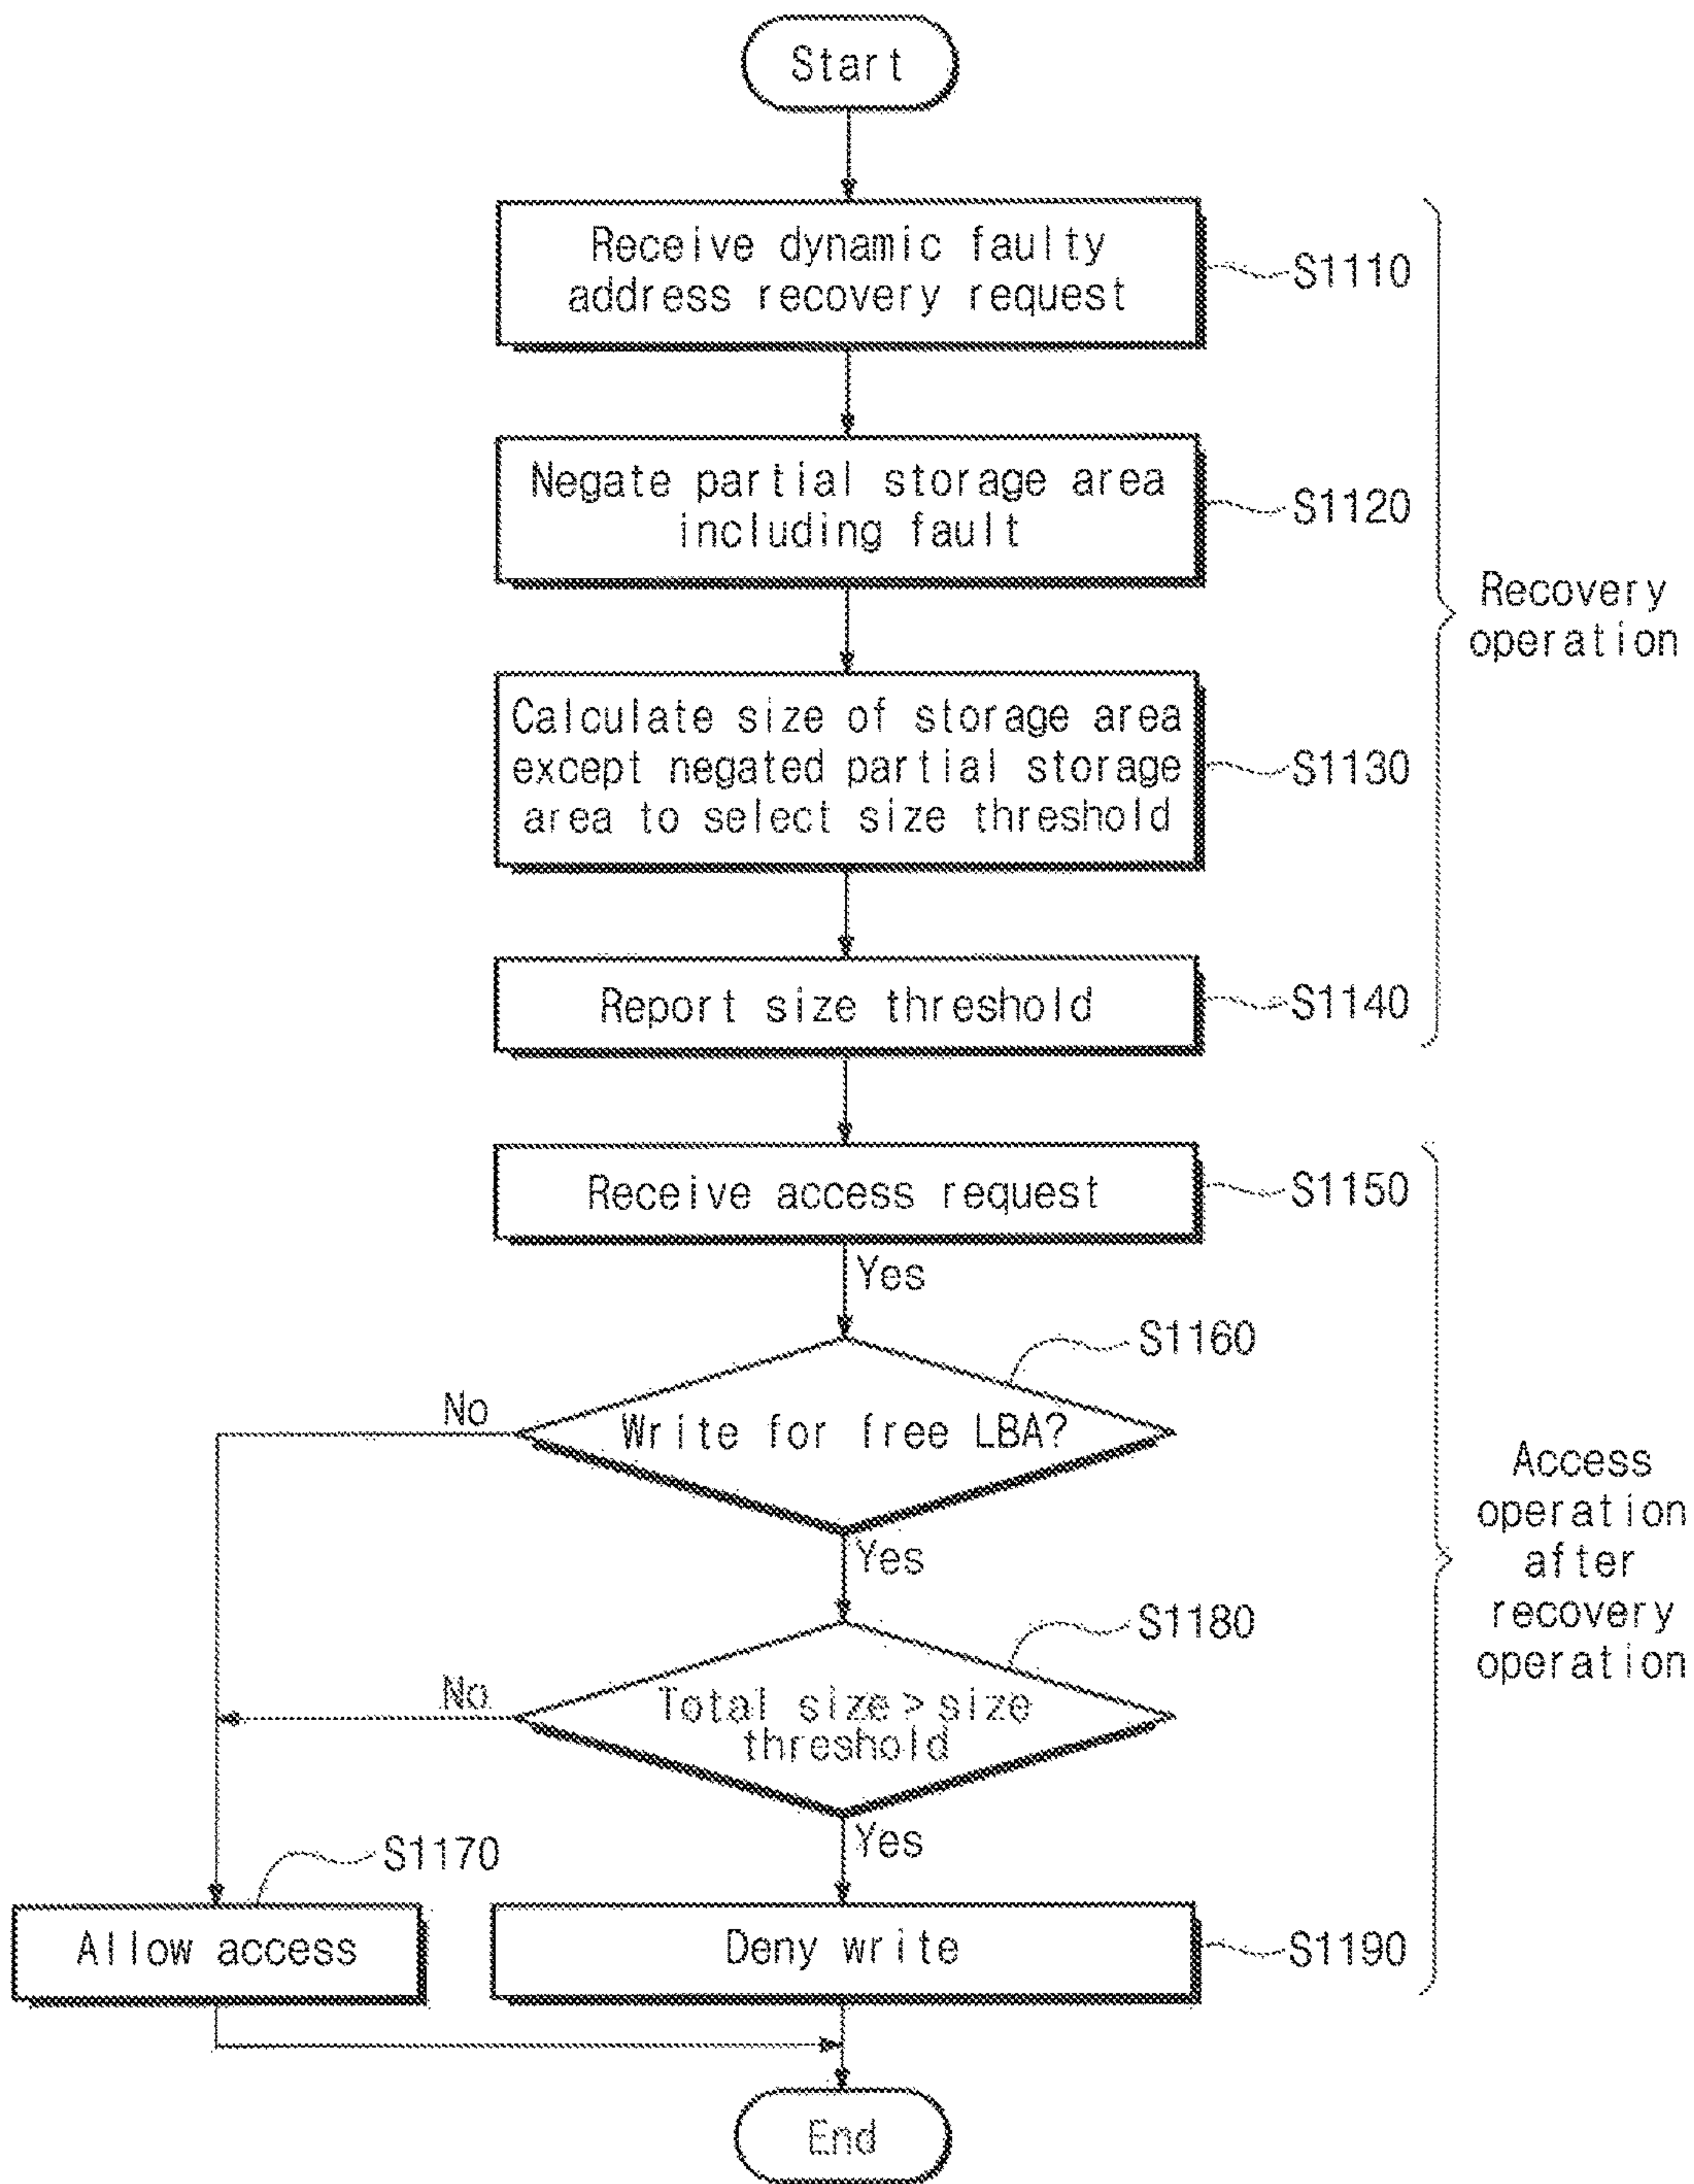 Start
Receive dynamic faulty
address recovery request
S1110
Negate partial storage area
including fault
S1120
Recovery
operation
Calculate size of storage area
except negated partial storage
area to select size threshold
S1130
Report size threshold
S1140
Receive access request
S1150
Yes
S1160
No
Write for free LBA?
Yes
Access
operation
after
recovery
operation
S1180
No
Total size > size
threshold
Yes
S1170
Allow access
Deny write
S1190
End